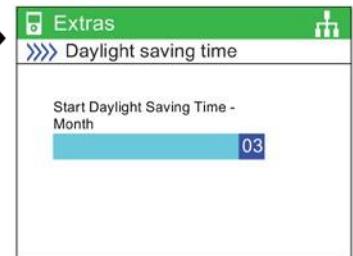 Extras
Daylight saving time
Start Daylight Saving Time -
Month
03